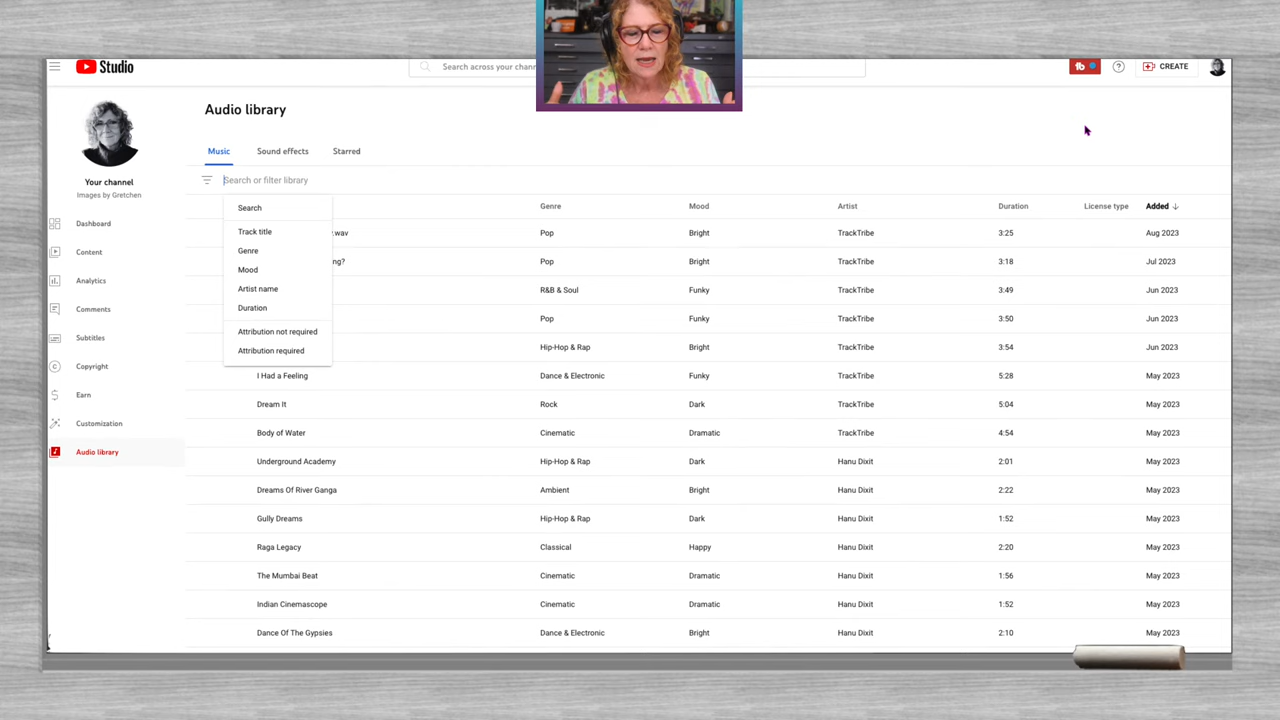 Studio
Search across your chann
tb
CREATE
Audio library
Your channel
Images by Gretchen
Dashboard
Content
Analytics
Comments
Subtitles
Copyright
Earn
Customization
Audio library
Music Sound effects Starred
Search or filter library
Search
Track title
Genre
Mood
Artist name
Duration
Attribution not required
Attribution required
Genre Mood Artist Duration License type Added
.wav Pop Bright TrackTribe 3:25 Aug 2023
ng? Pop Bright TrackTribe 3:18 Jul 2023
R&B & Soul Funky TrackTribe 3:49 Jun 2023
Pop Funky TrackTribe 3:50 Jun 2023
Hip-Hop & Rap Bright TrackTribe 3:54 Jun 2023
I Had a Feeling Dance & Electronic Funky TrackTribe 5:28 May 2023
Dream It Rock Dark TrackTribe 5:04 May 2023
Body of Water Cinematic Dramatic TrackTribe 4:54 May 2023
Underground Academy Hip-Hop & Rap Dark Hanu Dixit 2:01 May 2023
Dreams Of River Ganga Ambient Bright Hanu Dixit 2:22 May 2023
Gully Dreams Hip-Hop & Rap Dark Hanu Dixit 1:52 May 2023
Raga Legacy Classical Happy Hanu Dixit 2:20 May 2023
The Mumbai Beat Cinematic Dramatic Hanu Dixit 1:56 May 2023
Indian Cinemascope Cinematic Dramatic Hanu Dixit 1:52 May 2023
Dance Of The Gypsies Dance & Electronic Bright Hanu Dixit 2:10 May 2023